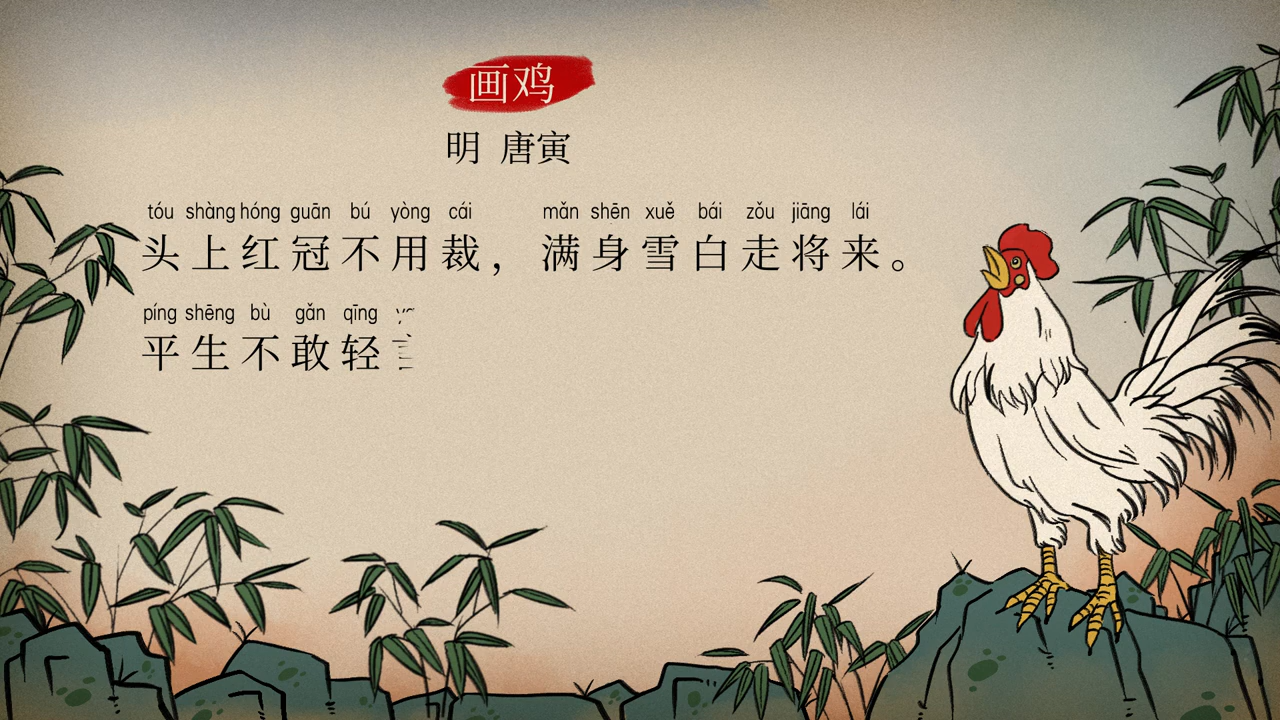 画鸡
明 唐寅
tóu shàng hóng guān bú yòng cái mǎn shēn xuě bái zǒu jiāng lái
头上红冠不用裁，满身雪白走将来。
píng shēng bù gǎn qīng
平生不敢轻